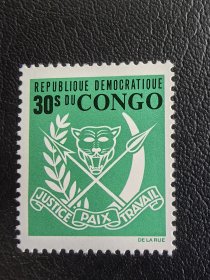 REPUBLIQUE DEMOCRATIQUE
30s DU CONGO
JUSTICE PAIX TRAVAIL
DE LA RUE